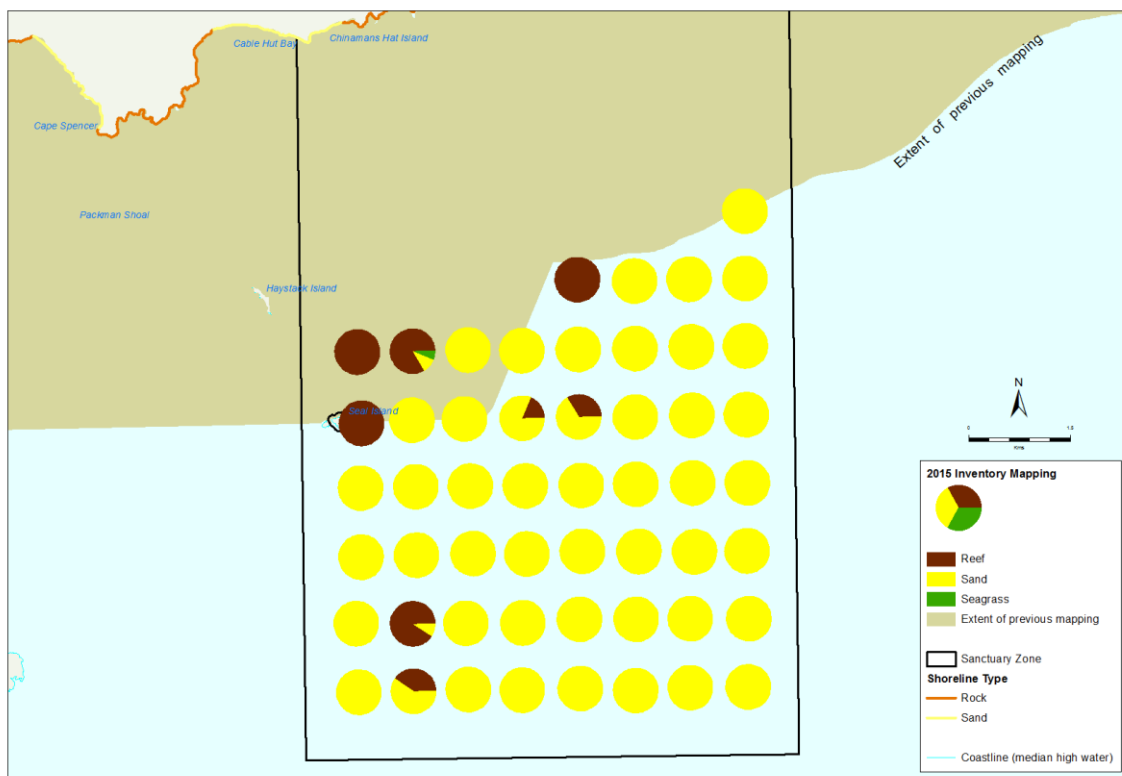 Cable Hut Bay
Chinamans Hat Island
Extent of previous mapping
Cape Spencer
Packman Shoal
Haystack Island
Seal Island
N
0
2015 Inventory Mapping
Reef
Sand
Seagrass
Extent of previous mapping
Sanctuary Zone
Shoreline Type
Rock
Sand
Coastline (median high water)